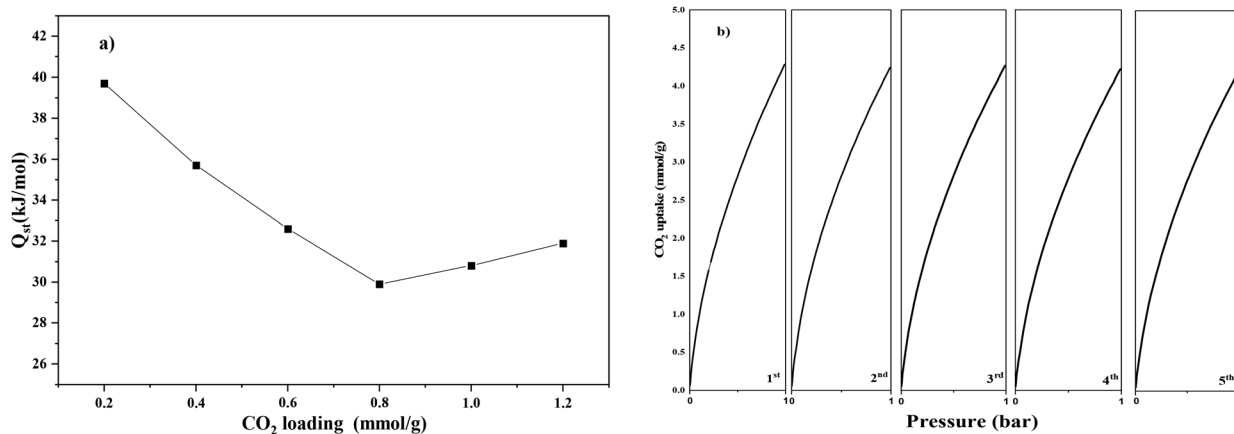 a)
42
40
38
36
34
32
30
28
26
Qst(kJ/mol)
0.2 0.4 0.6 0.8 1.0 1.2
CO2 loading (mmol/g)
b)
5.0
4.5
4.0
3.5
3.0
2.5
2.0
1.5
1.0
0.5
0.0
CO2 uptake (mmol/g)
1st 2nd 3rd 4th 5th
0 10 1 0 1 0 1 0
Pressure (bar)